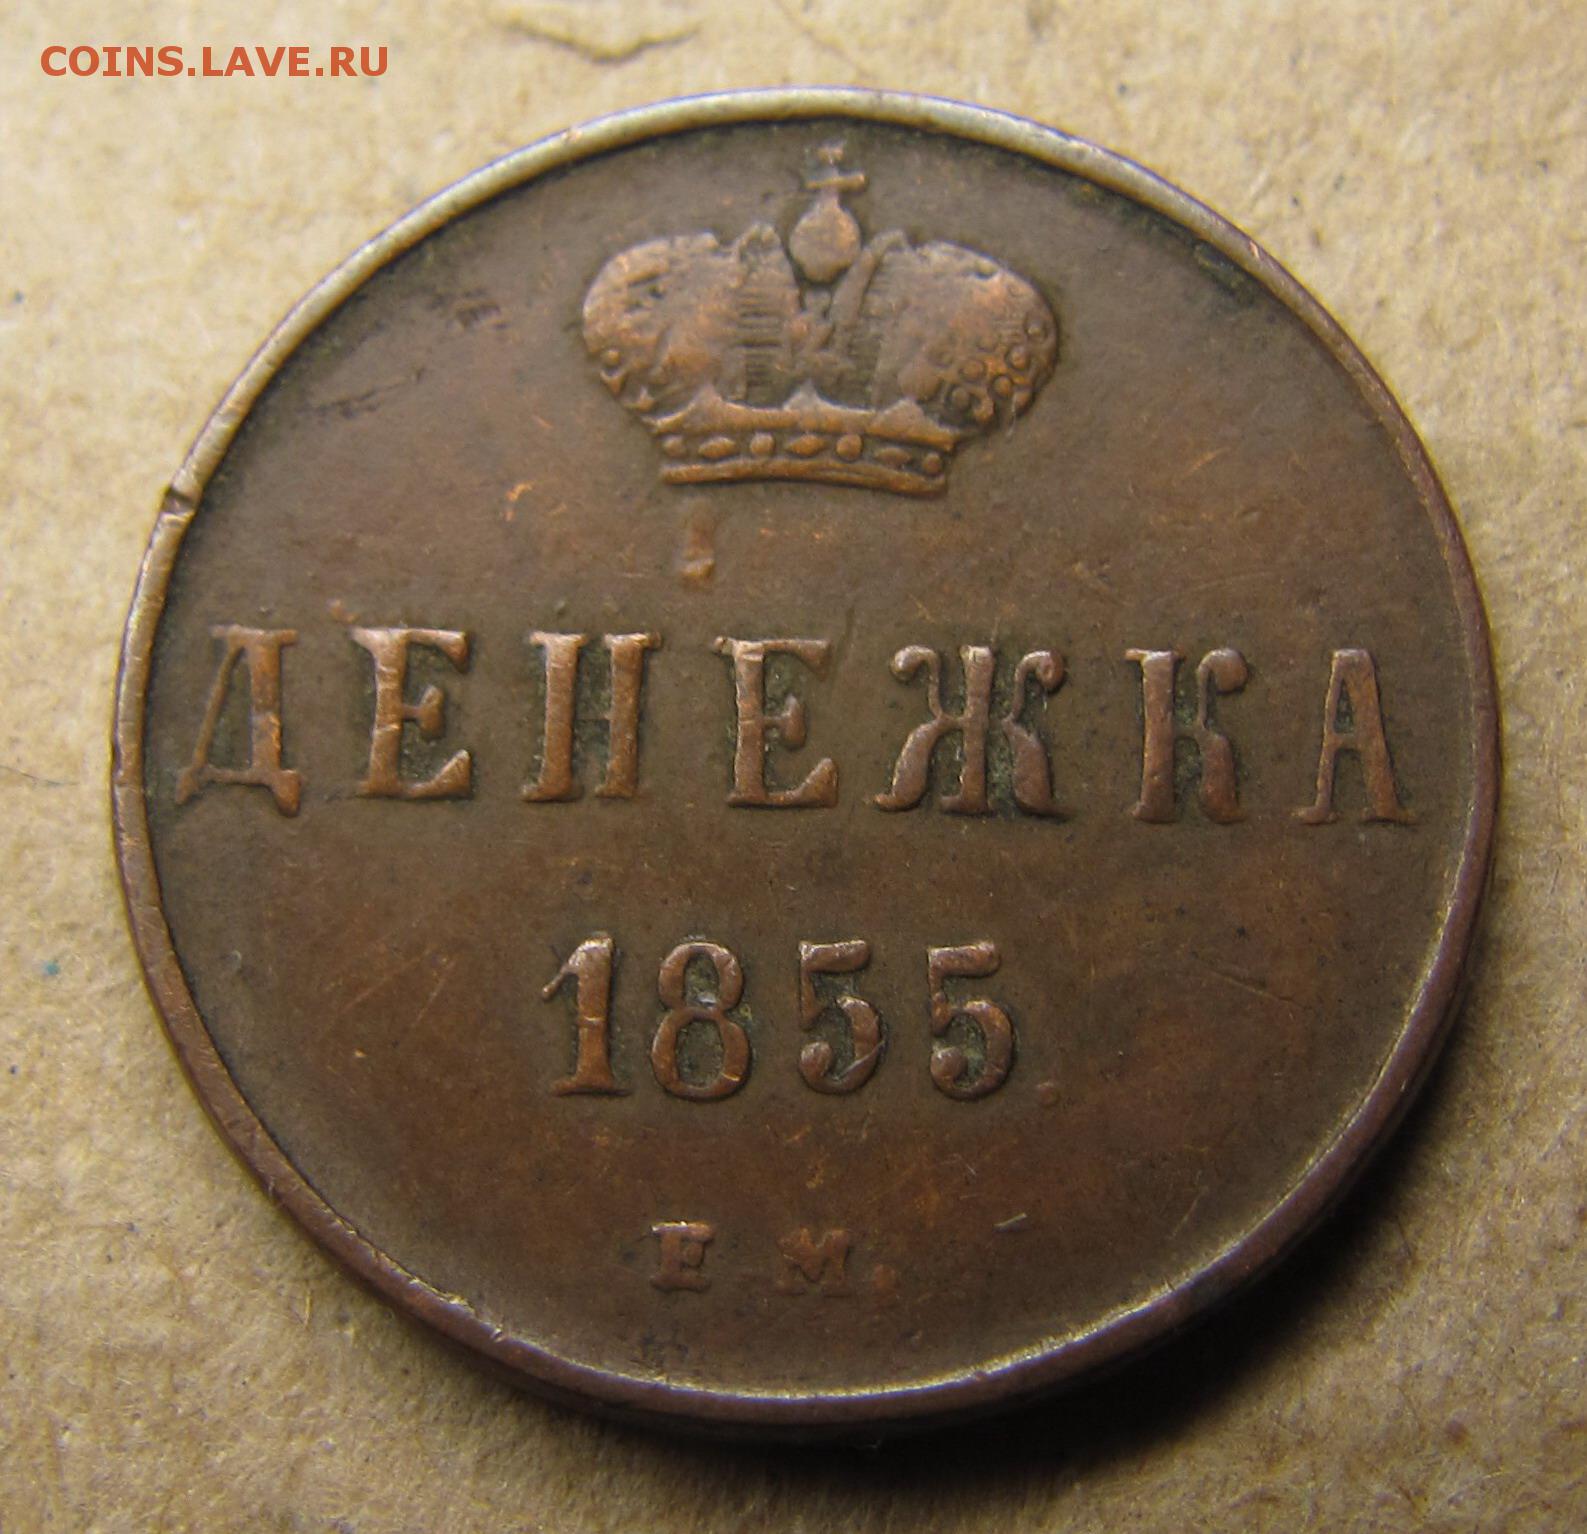 COINS.LAVE.RU
ДЕНЕЖКА
1855.
Е М.